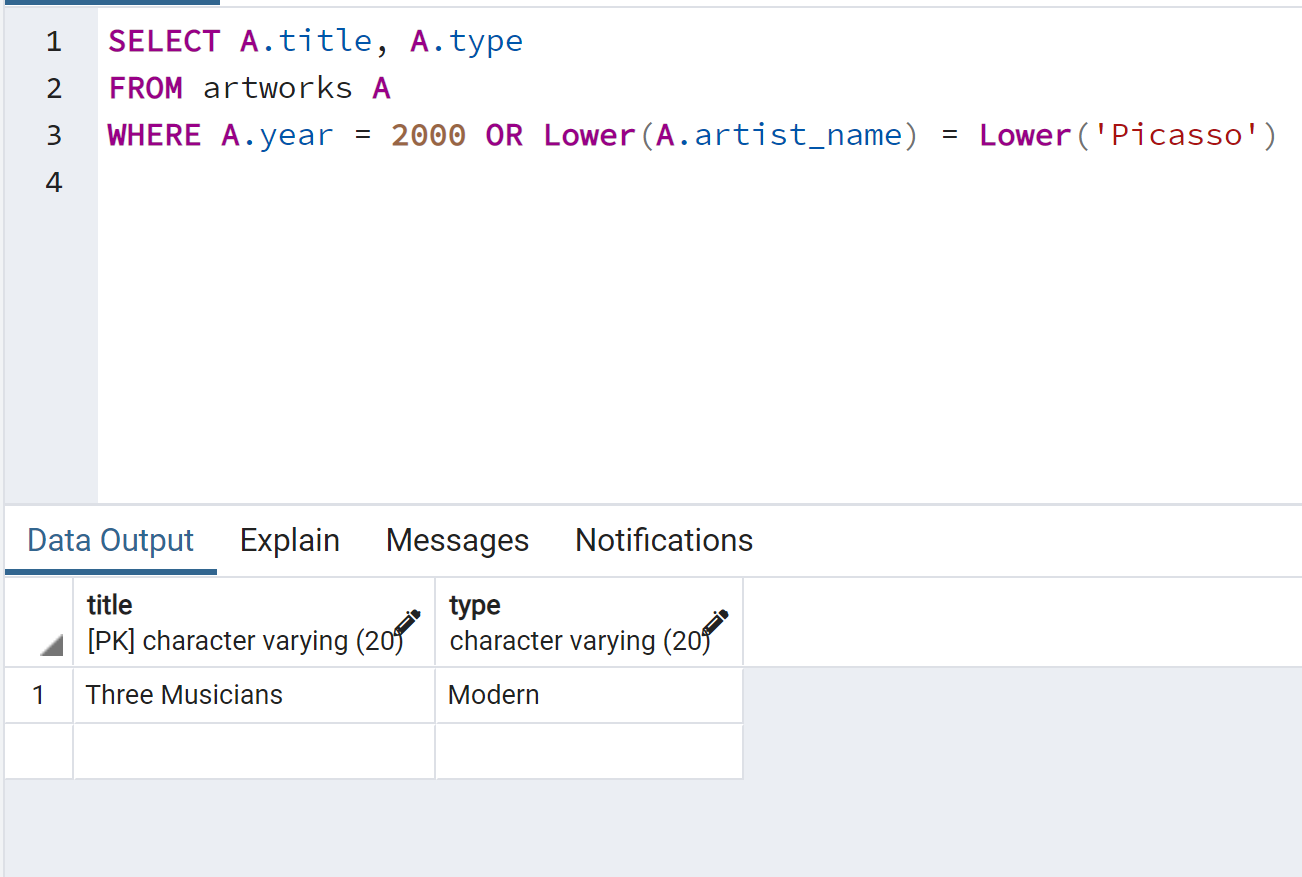 1 SELECT A.title, A.type
2 FROM artworks A
3 WHERE A.year = 2000 OR Lower(A.artist_name) = Lower('Picasso')
4
Data Output Explain Messages Notifications
title type
[PK] character varying (20) character varying (20)
1 Three Musicians Modern